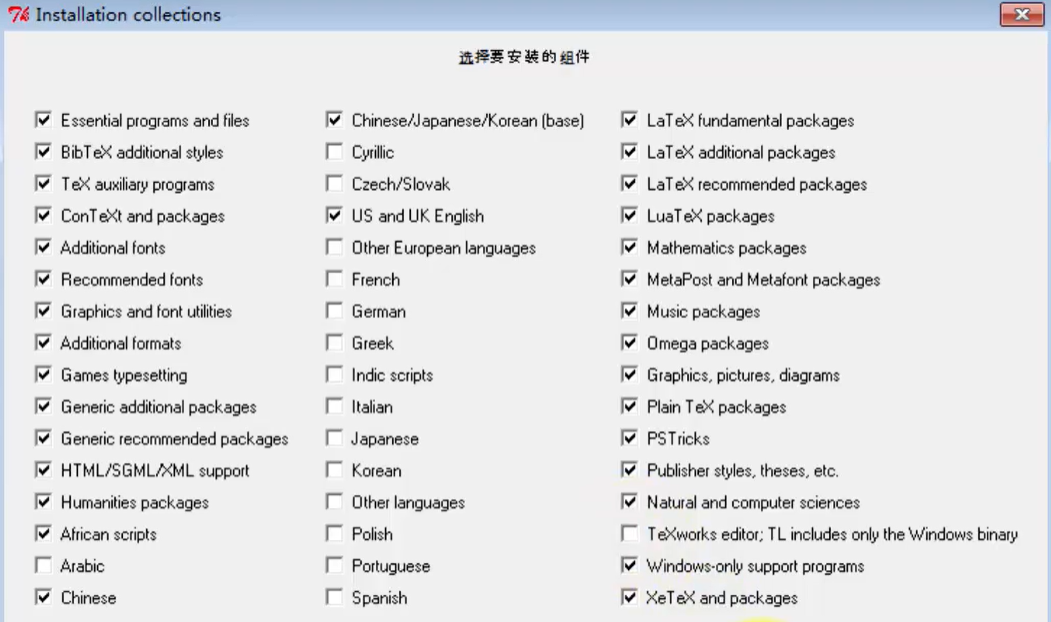 Installation collections
选择要安装的组件
Essential programs and files
BibTeX additional styles
TeX auxiliary programs
ConTeXt and packages
Additional fonts
Recommended fonts
Graphics and font utilities
Additional formats
Games typesetting
Generic additional packages
Generic recommended packages
HTML/SGML/XML support
Humanities packages
African scripts
Arabic
Chinese
Chinese/Japanese/Korean (base)
Cyrillic
Czech/Slovak
US and UK English
Other European languages
French
German
Greek
Indic scripts
Italian
Japanese
Korean
Other languages
Polish
Portuguese
Spanish
LaTeX fundamental packages
LaTeX additional packages
LaTeX recommended packages
LuaTeX packages
Mathematics packages
MetaPost and Metafont packages
Music packages
Omega packages
Graphics, pictures, diagrams
Plain TeX packages
PSTricks
Publisher styles, theses, etc.
Natural and computer sciences
TeXworks editor; TL includes only the Windows binary
Windows-only support programs
XeTeX and packages